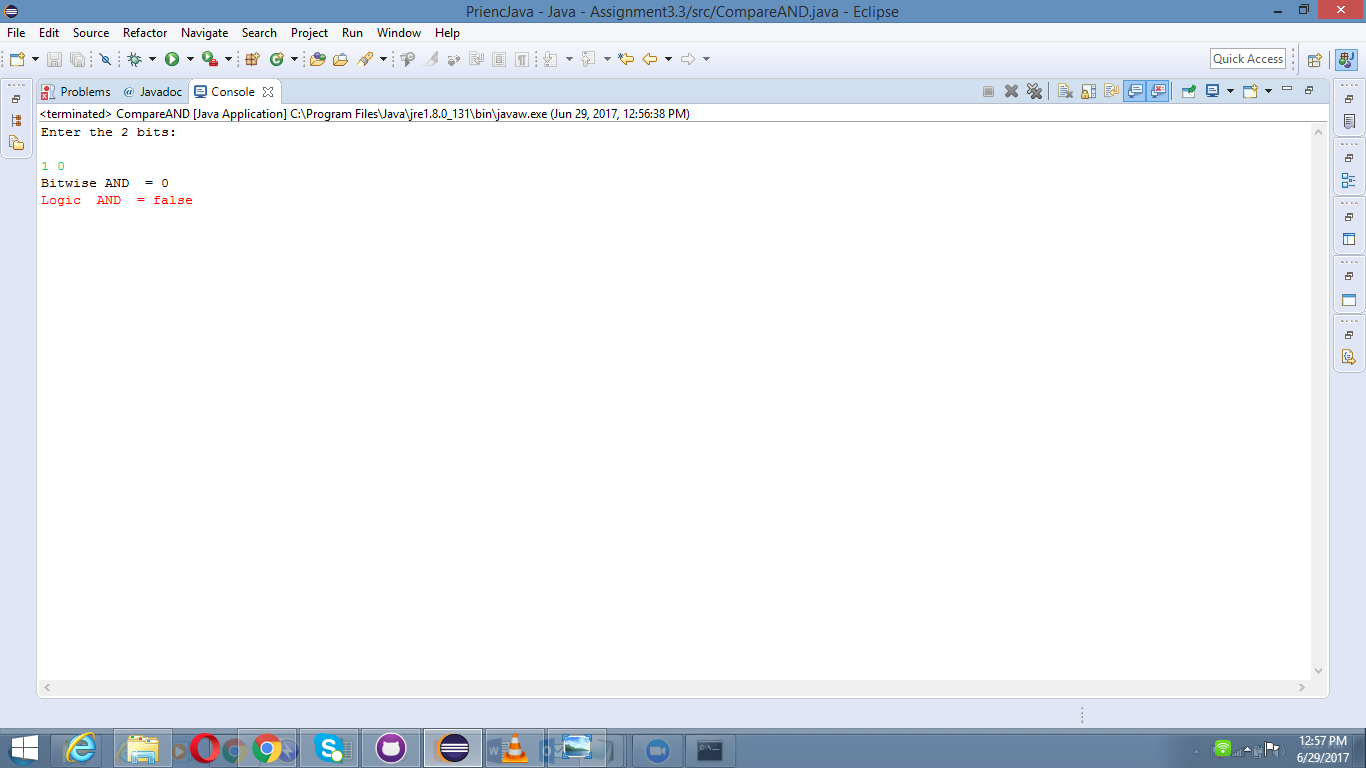 PriencJava - Java - Assignment3.3/src/CompareAND.java - Eclipse
File Edit Source Refactor Navigate Search Project Run Window Help
Quick Access
Problems @ Javadoc Console
<terminated> CompareAND [Java Application] C:\Program Files\Java\jre1.8.0_131\bin\javaw.exe (Jun 29, 2017, 12:56:38 PM)
Enter the 2 bits:
1 0
Bitwise AND  = 0
Logic  AND  = false
12:57 PM
6/29/2017